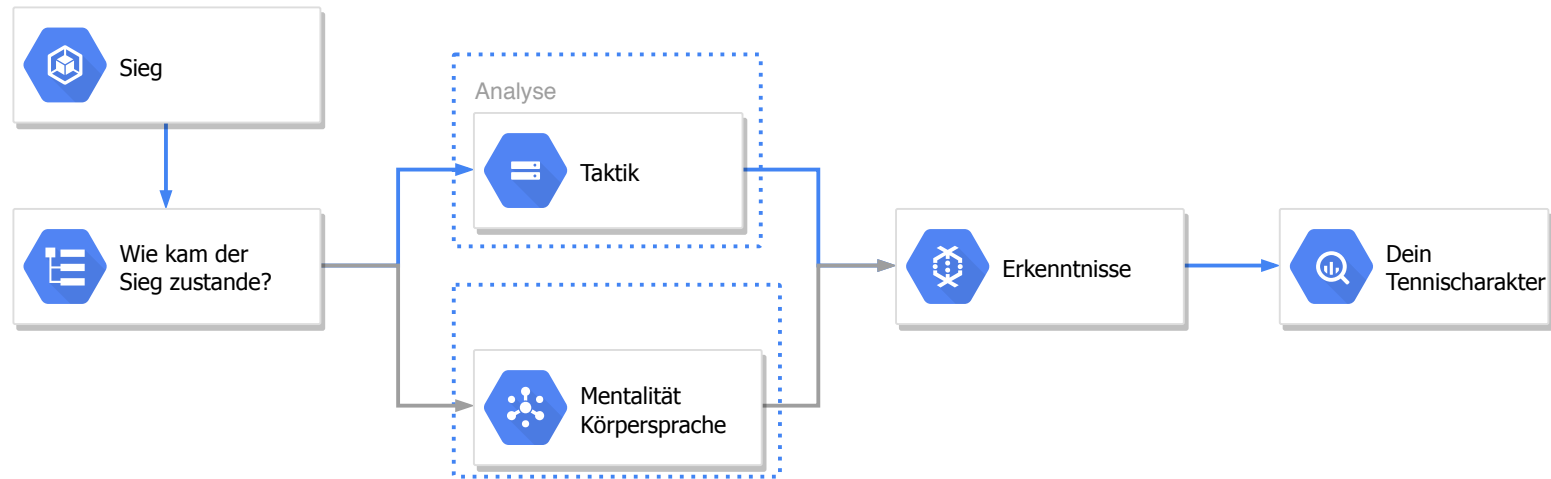 Sieg
Wie kam der
Sieg zustande?
Analyse
Taktik
Mentalität
Körpersprache
Erkenntnisse
Dein
Tennischarakter